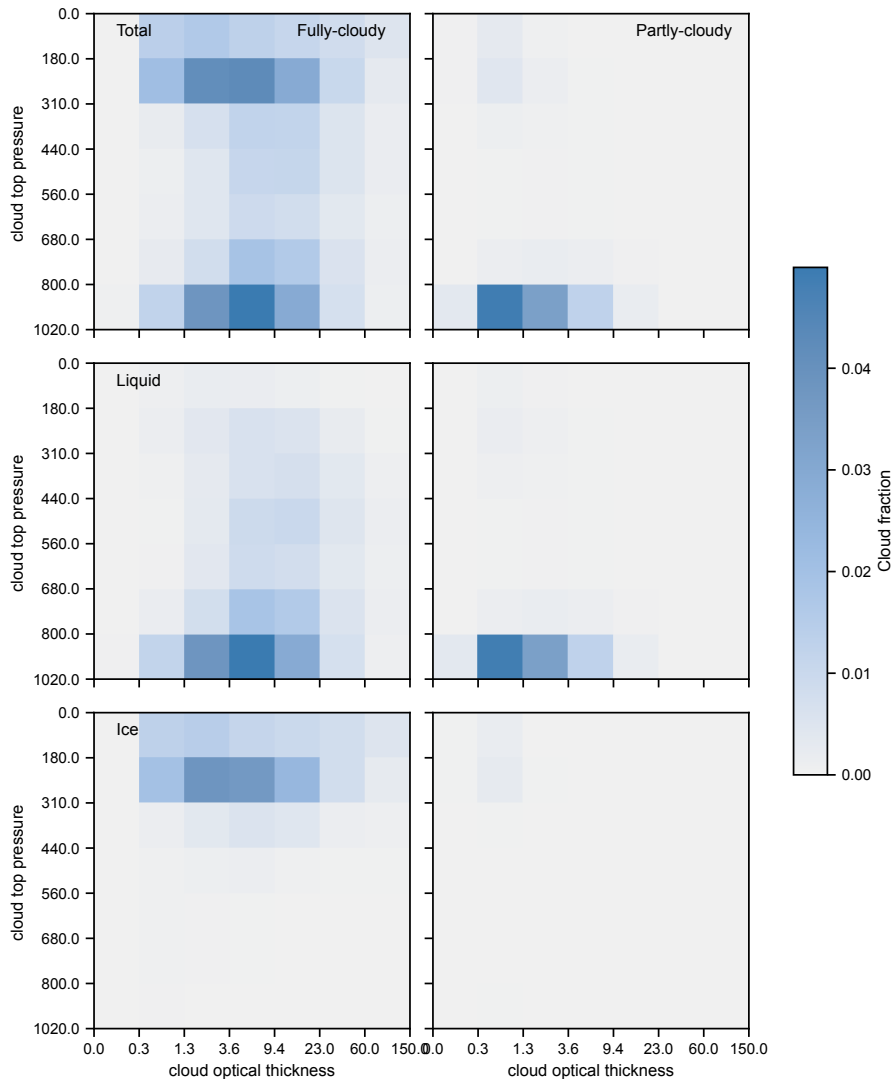 Total Fully-cloudy Partly-cloudy
0.0
180.0
310.0
440.0
560.0
680.0
800.0
1020.0
cloud top pressure
Liquid
0.0
180.0
310.0
440.0
560.0
680.0
800.0
1020.0
cloud top pressure
Ice
0.0
180.0
310.0
440.0
560.0
680.0
800.0
1020.0
cloud top pressure
0.0 0.3 1.3 3.6 9.4 23.0 60.0 150.0
cloud optical thickness
0.0 0.3 1.3 3.6 9.4 23.0 60.0 150.0
cloud optical thickness
0.04
0.03
0.02
0.01
0.00
Cloud fraction